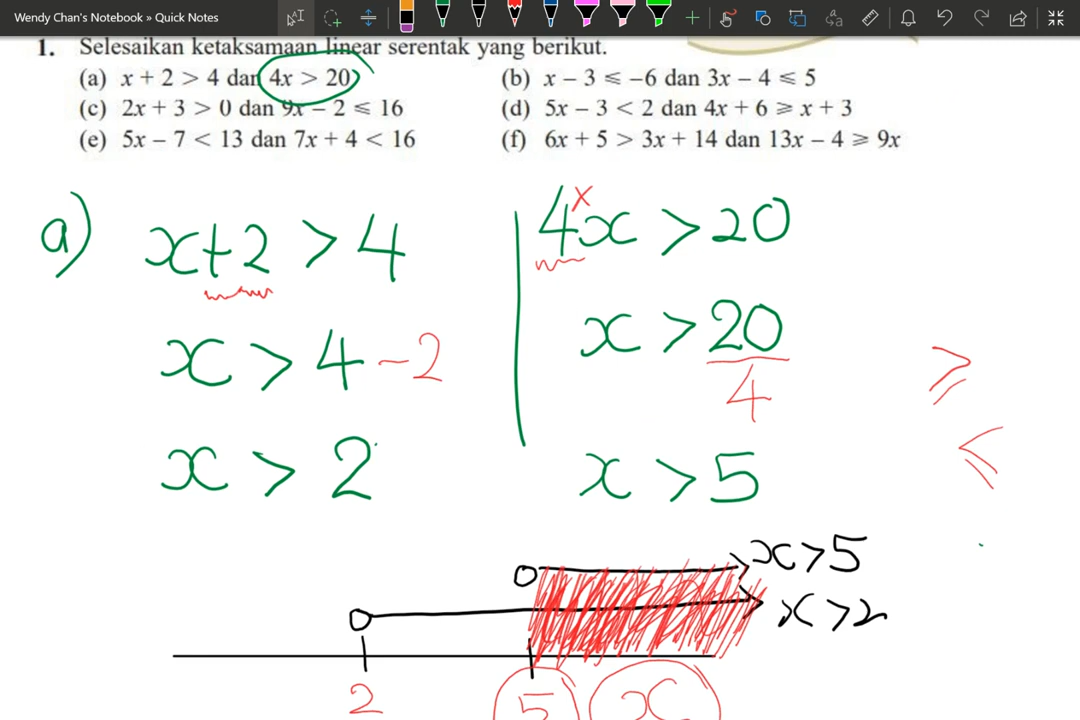 Wendy Chan's Notebook » Quick Notes
1. Selesaikan ketaksamaan linear serentak yang berikut.
(a) x + 2 > 4 dan 4x > 20
(b) x − 3 ⩽ −6 dan 3x − 4 ⩽ 5
(c) 2x + 3 > 0 dan 9x − 2 ⩽ 16
(d) 5x − 3 < 2 dan 4x + 6 ⩾ x + 3
(e) 5x − 7 < 13 dan 7x + 4 < 16
(f) 6x + 5 > 3x + 14 dan 13x − 4 ⩾ 9x
a) x+2 > 4
x > 4 − 2
x > 2
4 × x > 20
x > 20/4
x > 5
⩾
⩽
x > 5
x > 2
2 5 x